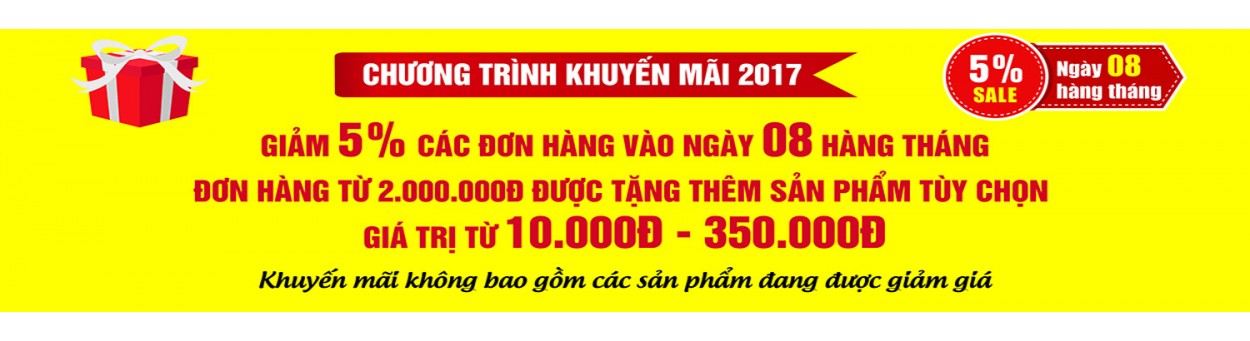 CHƯƠNG TRÌNH KHUYẾN MÃI 2017
5%
SALE
Ngày 08
hàng tháng
GIẢM 5% CÁC ĐƠN HÀNG VÀO NGÀY 08 HÀNG THÁNG
ĐƠN HÀNG TỪ 2.000.000Đ ĐƯỢC TẶNG THÊM SẢN PHẨM TÙY CHỌN
GIÁ TRỊ TỪ 10.000Đ - 350.000Đ
Khuyến mãi không bao gồm các sản phẩm đang được giảm giá